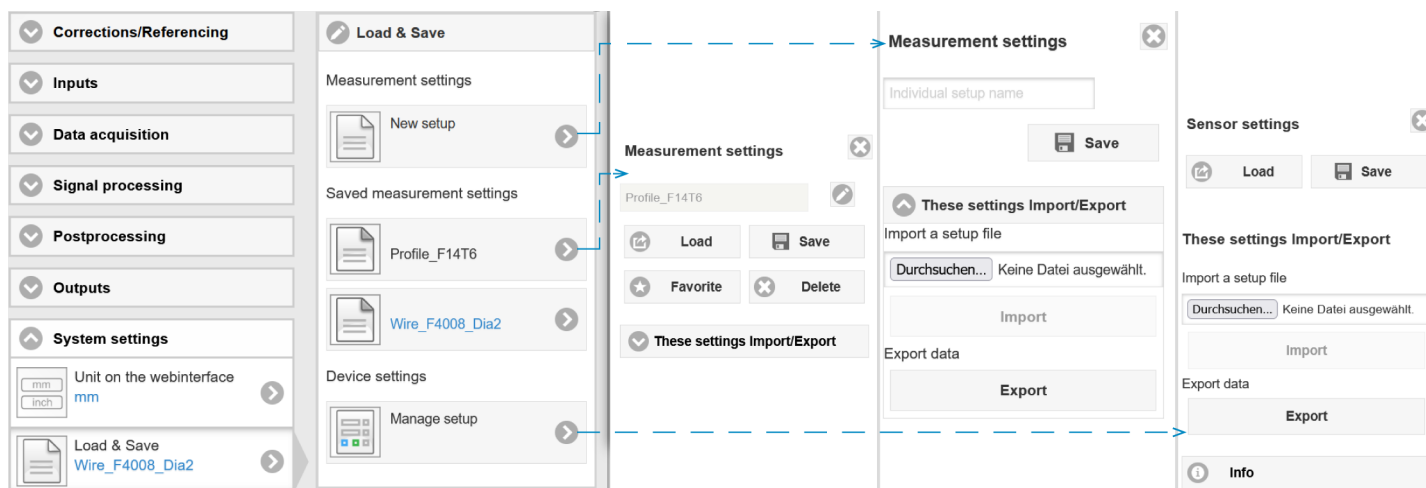 Corrections/Referencing
Inputs
Data acquisition
Signal processing
Postprocessing
Outputs
System settings
Unit on the webinterface
mm
mm
inch
Load & Save
Wire_F4008_Dia2
Load & Save
Measurement settings
New setup
Saved measurement settings
Profile_F14T6
Wire_F4008_Dia2
Device settings
Manage setup
Measurement settings
Profile_F14T6
Load
Save
Favorite
Delete
These settings Import/Export
Measurement settings
Individual setup name
Save
These settings Import/Export
Import a setup file
Durchsuchen... Keine Datei ausgewählt.
Import
Export data
Export
Sensor settings
Load
Save
These settings Import/Export
Import a setup file
Durchsuchen... Keine Datei ausgewählt.
Import
Export data
Export
Info